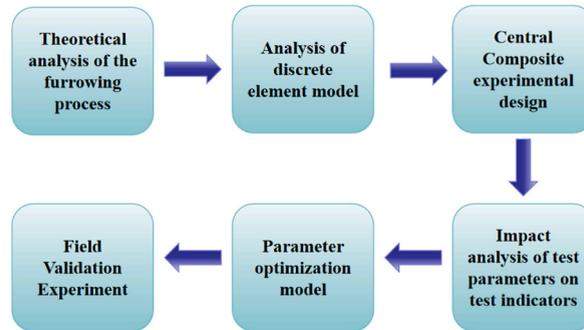 Theoretical
analysis of the
furrowing
process
Analysis of
discrete
element model
Central
Composite
experimental
design
Impact
analysis of test
parameters on
test indicators
Parameter
optimization
model
Field
Validation
Experiment